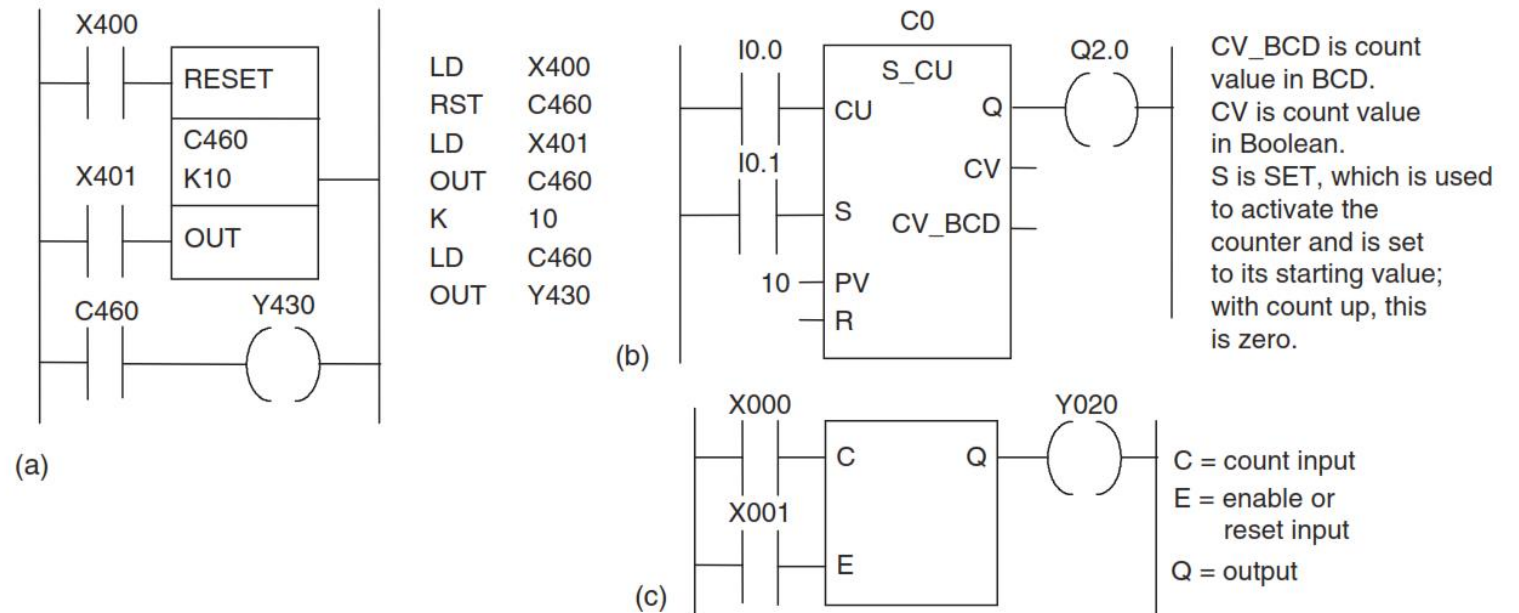 X400
RESET
C460
X401
K10
OUT
C460
Y430
(a)
LD X400
RST C460
LD X401
OUT C460
K 10
LD C460
OUT Y430
C0
I0.0
S_CU
Q2.0
CU
Q
I0.1
CV
S
CV_BCD
10
PV
R
(b)
CV_BCD is count
value in BCD.
CV is count value
in Boolean.
S is SET, which is used
to activate the
counter and is set
to its starting value;
with count up, this
is zero.
X000
Y020
C
Q
X001
E
(c)
C = count input
E = enable or
reset input
Q = output